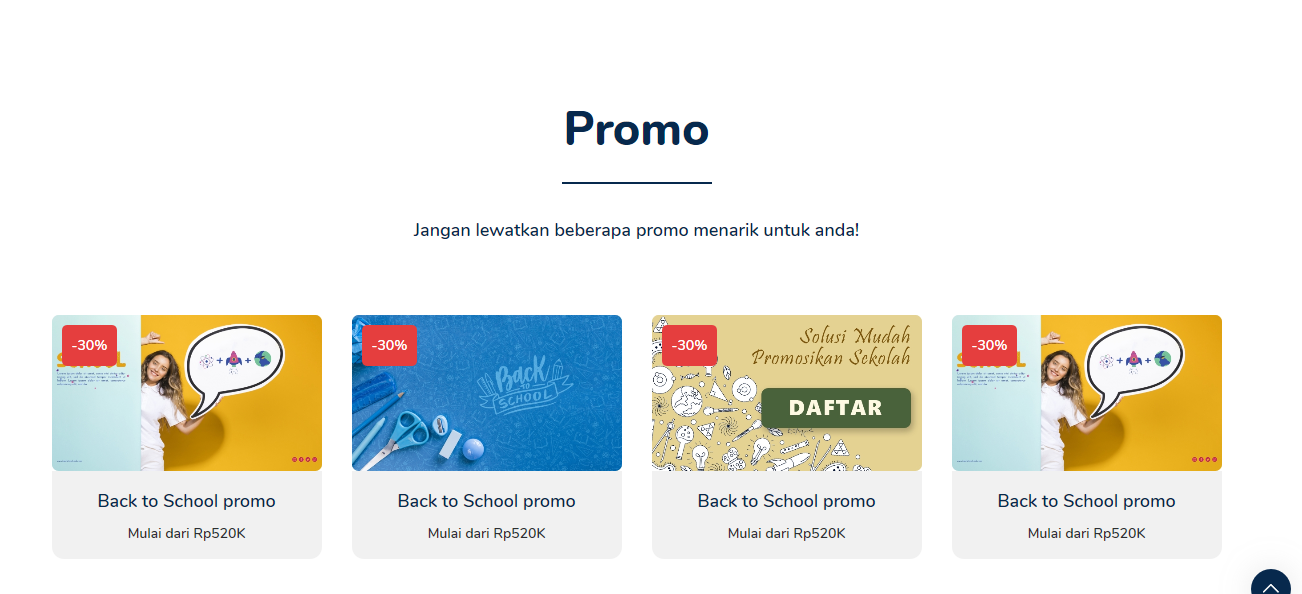 Promo
Jangan lewatkan beberapa promo menarik untuk anda!
-30%
Back to School promo
Mulai dari Rp520K
-30%
Back
TO
SCHOOL
Back to School promo
Mulai dari Rp520K
-30%
Solusi Mudah
Promosikan Sekolah
DAFTAR
Back to School promo
Mulai dari Rp520K
-30%
Back to School promo
Mulai dari Rp520K